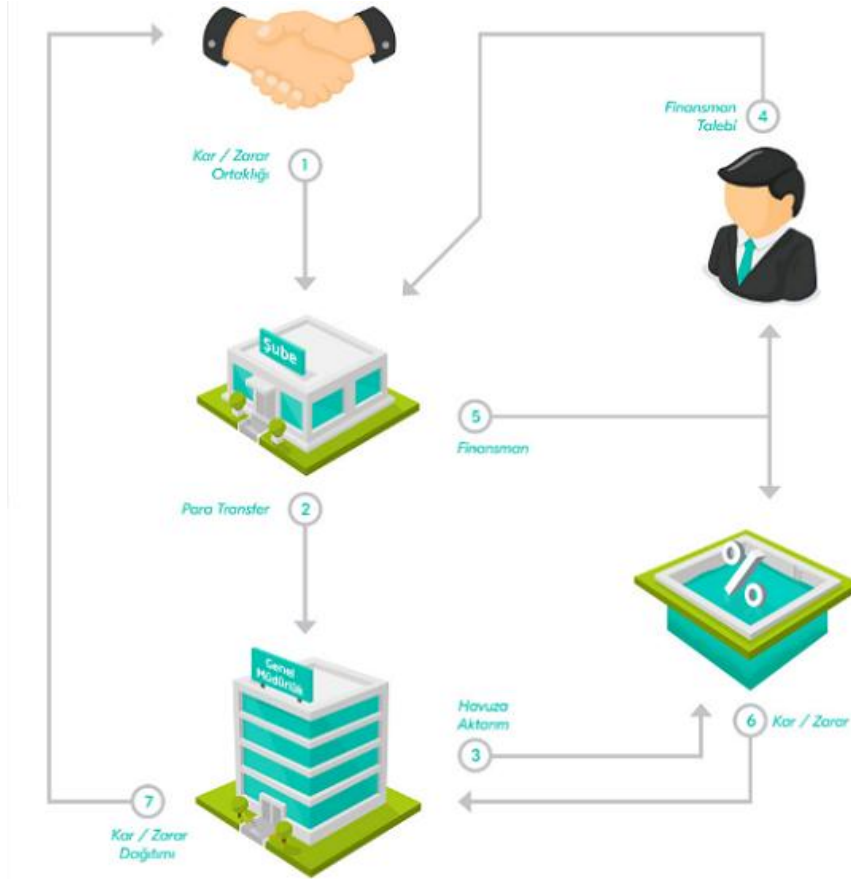 Finansman
Talebi
4
Kar / Zarar
Ortaklığı
1
Şube
5
Finansman
Para Transfer
2
%
Genel
Müdürlük
Havuza
Aktarım
3
6
Kar / Zarar
7
Kar / Zarar
Dağıtımı